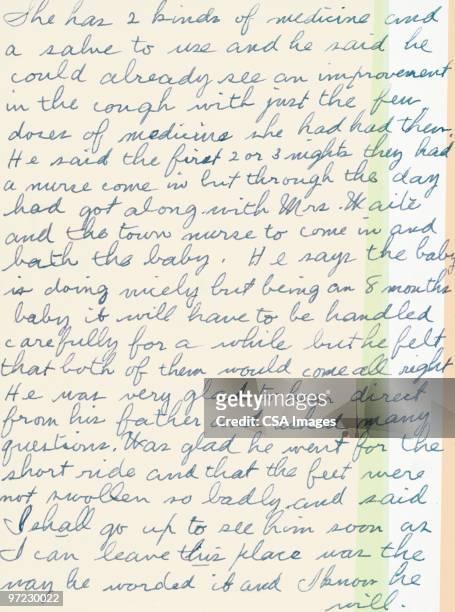 She has 2 kinds of medicine and
a salve to use and he said he
could already see an improvement
in the cough with just the few
doses of medicine she had had then.
He said the first 2 or 3 nights they had
a nurse come in but through the day
had got along with Mrs. Waite
and the town nurse to come in and
bath the baby. He says the baby
is doing nicely but being an 8 months
baby it will have to be handled
carefully for a while but he felt
that both of them would come all right
He was very glad to hear direct
from his father and asked many
questions. Was glad he went for the
short ride and that the feet were
not swollen so badly and said
I shall go up to see him soon as
I can leave this place was the
way he worded it and I know he
will
CSA Images
97230022